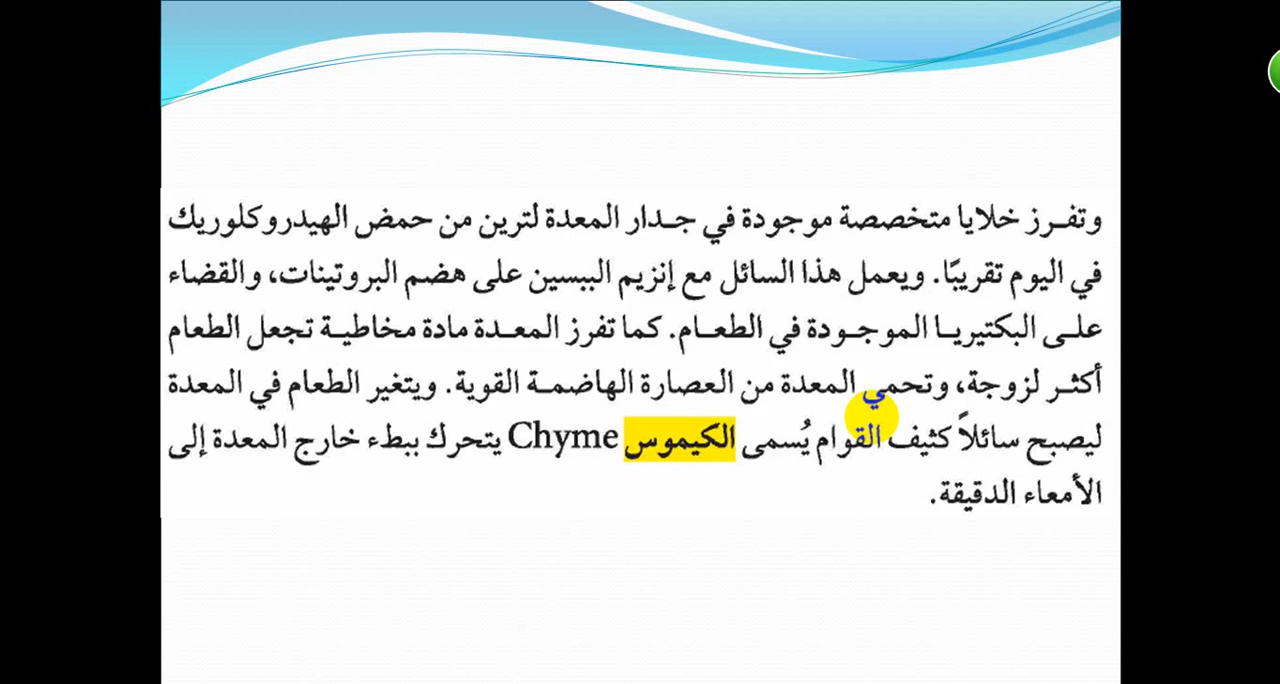 وتفرز خلايا متخصصة موجودة في جدار المعدة لترين من حمض الهيدروكلوريك
في اليوم تقريبًا. ويعمل هذا السائل مع إنزيم الببسين على هضم البروتينات، والقضاء
على البكتيريا الموجودة في الطعام. كما تفرز المعدة مادة مخاطية تجعل الطعام
أكثر لزوجة، وتحمي المعدة من العصارة الهاضمة القوية. ويتغير الطعام في المعدة
ليصبح سائلاً كثيف القوام يُسمى الكيموس Chyme يتحرك ببطء خارج المعدة إلى
الأمعاء الدقيقة.